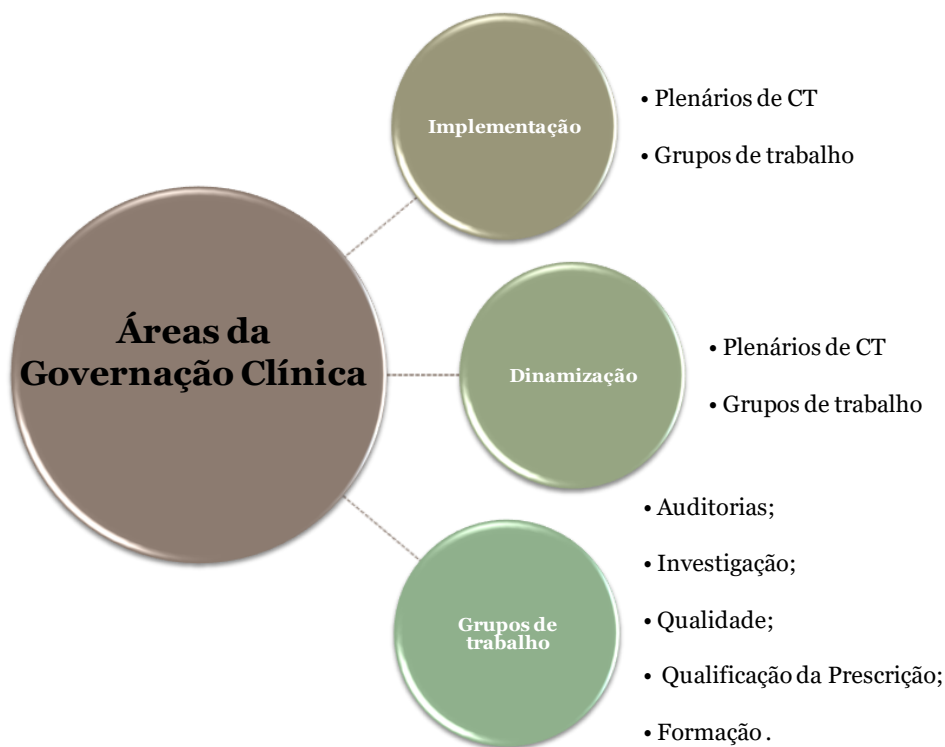 Áreas da
Governação Clínica
Implementação
• Plenários de CT
• Grupos de trabalho
Dinamização
• Plenários de CT
• Grupos de trabalho
Grupos de
trabalho
• Auditorias;
• Investigação;
• Qualidade;
• Qualificação da Prescrição;
• Formação .